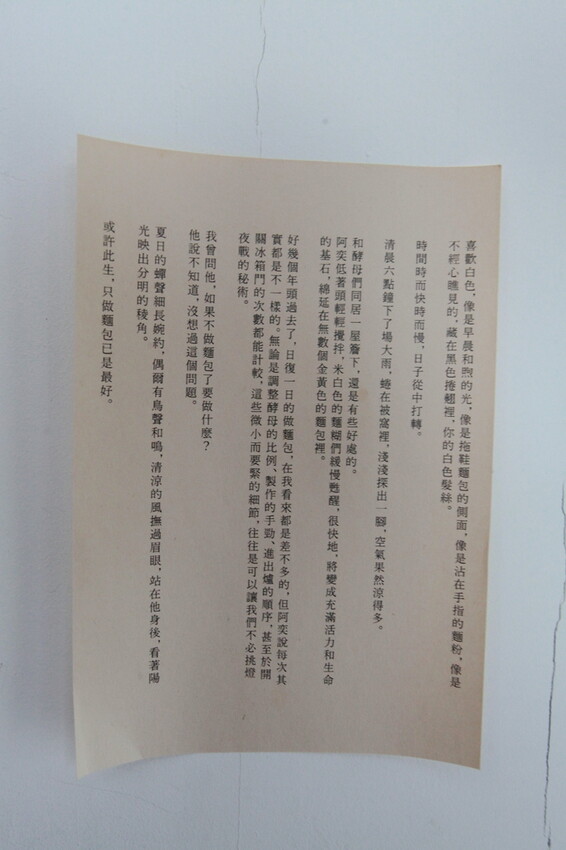 喜歡白色，像是早晨和煦的光，像是拖鞋麵包的側面，像是沾在手指的麵粉，像是
不經心瞧見的，藏在黑色捲翹裡，你的白色髮絲。
時間時而快時而慢，日子從中打轉。
清晨六點鐘下了場大雨，蜷在被窩裡，淺淺探出一腳，空氣果然涼得多。
和酵母們同居一屋簷下，還是有些好處的。
阿奕低著頭輕輕攪拌，米白色的麵糊們緩慢甦醒，很快地，將變成充滿活力和生命
的基石，綿延在無數個金黃色的麵包裡。
好幾個年頭過去了，日復一日的做麵包，在我看來都是差不多的，但阿奕說每次其
實都是不一樣的。無論是調整酵母的比例、製作的手勁、進出爐的順序，甚至於開
關冰箱門的次數都能計較，這些微小而要緊的細節，往往是可以讓我們不必挑燈
夜戰的秘術。
我曾問他，如果不做麵包了要做什麼？
他說不知道，沒想過這個問題。
夏日的蟬聲細長婉約，偶爾有鳥聲和鳴，清涼的風撫過眉眼，站在他身後，看著陽
光映出分明的稜角。
或許此生，只做麵包已是最好。